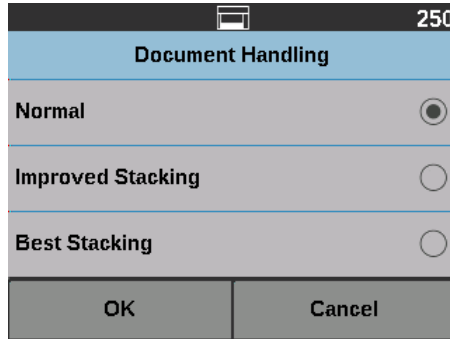 250
Document Handling
Normal
Improved Stacking
Best Stacking
OK Cancel